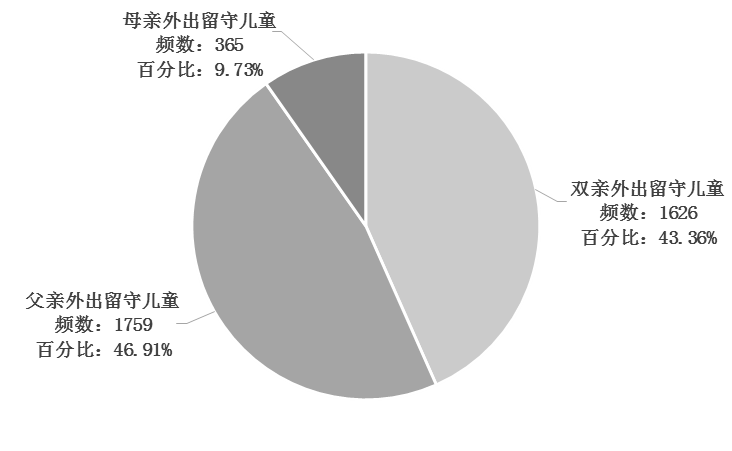 母亲外出留守儿童
频数：365
百分比：9.73%
双亲外出留守儿童
频数：1626
百分比：43.36%
父亲外出留守儿童
频数：1759
百分比：46.91%